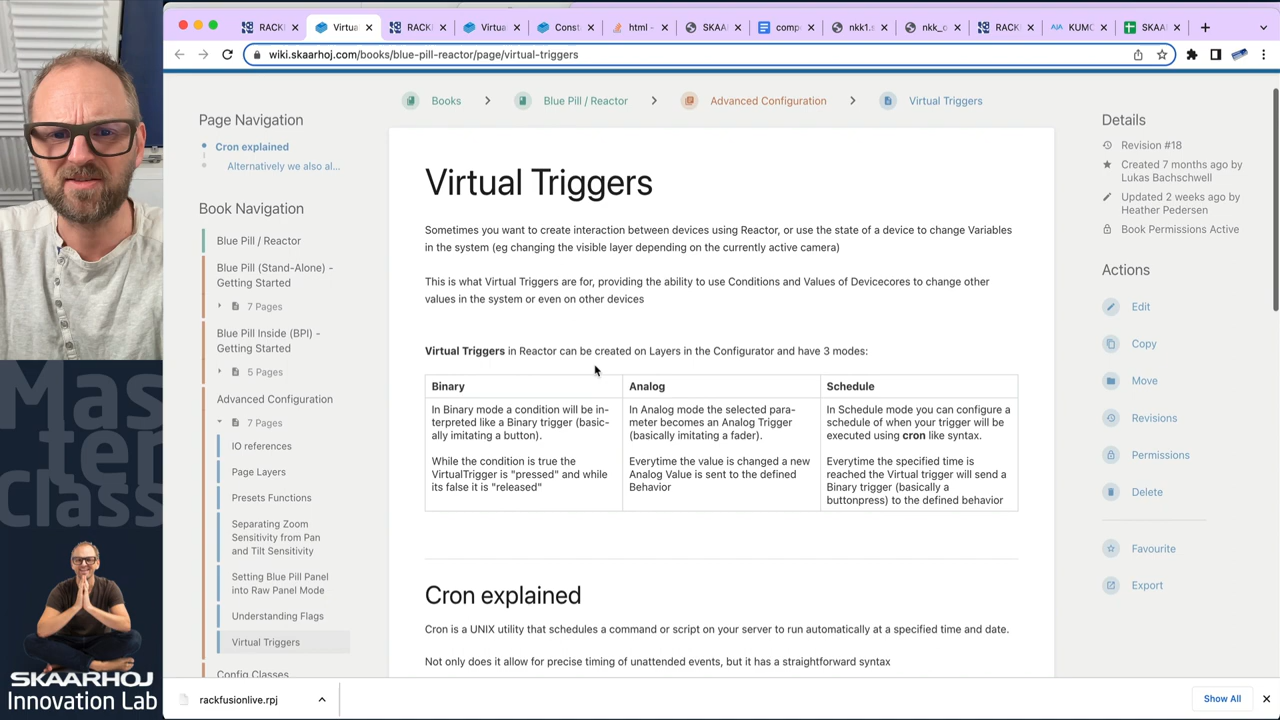 RACKI
Virtua
RACKI
Virtua
Const
html -
SKAA
comp
nkk1.s
nkk_c
RACKI
AJA KUMC
SKAA
wiki.skaarhoj.com/books/blue-pill-reactor/page/virtual-triggers
Books
Blue Pill / Reactor
Advanced Configuration
Virtual Triggers
Page Navigation
Cron explained
Alternatively we also al...
Book Navigation
Blue Pill / Reactor
Blue Pill (Stand-Alone) -
Getting Started
7 Pages
Blue Pill Inside (BPI) -
Getting Started
5 Pages
Advanced Configuration
7 Pages
IO references
Page Layers
Presets Functions
Separating Zoom
Sensitivity from Pan
and Tilt Sensitivity
Setting Blue Pill Panel
into Raw Panel Mode
Understanding Flags
Virtual Triggers
Config Classes
Virtual Triggers
Sometimes you want to create interaction between devices using Reactor, or use the state of a device to change Variables
in the system (eg changing the visible layer depending on the currently active camera)
This is what Virtual Triggers are for, providing the ability to use Conditions and Values of Devicecores to change other
values in the system or even on other devices
Virtual Triggers in Reactor can be created on Layers in the Configurator and have 3 modes:
Binary
In Binary mode a condition will be in-
terpreted like a Binary trigger (basic-
ally imitating a button).
While the condition is true the
VirtualTrigger is "pressed" and while
its false it is "released"
Analog
In Analog mode the selected para-
meter becomes an Analog Trigger
(basically imitating a fader).
Everytime the value is changed a new
Analog Value is sent to the defined
Behavior
Schedule
In Schedule mode you can configure a
schedule of when your trigger will be
executed using cron like syntax.
Everytime the specified time is
reached the Virtual trigger will send a
Binary trigger (basically a
buttonpress) to the defined behavior
Cron explained
Cron is a UNIX utility that schedules a command or script on your server to run automatically at a specified time and date.
Not only does it allow for precise timing of unattended events, but it has a straightforward syntax
Details
Revision #18
Created 7 months ago by
Lukas Bachschwell
Updated 2 weeks ago by
Heather Pedersen
Book Permissions Active
Actions
Edit
Copy
Move
Revisions
Permissions
Delete
Favourite
Export
Master
Class
SKAARHOJ
Innovation Lab
rackfusionlive.rpj
Show All